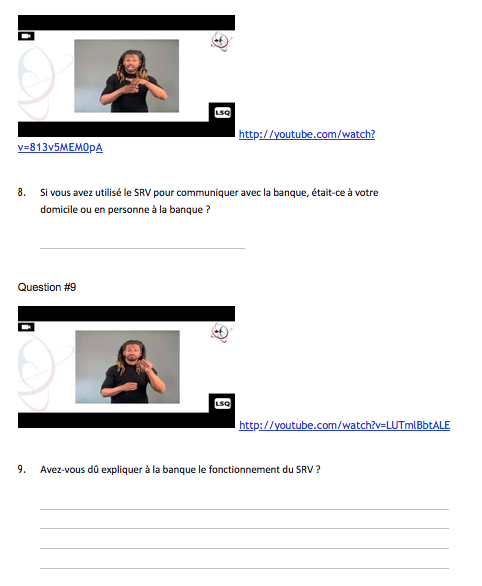 LSQ
http://youtube.com/watch?
v=813v5MEM0pA
8. Si vous avez utilisé le SRV pour communiquer avec la banque, était-ce à votre
domicile ou en personne à la banque ?
Question #9
LSQ
http://youtube.com/watch?v=LUTmlBbtALE
9. Avez-vous dû expliquer à la banque le fonctionnement du SRV ?